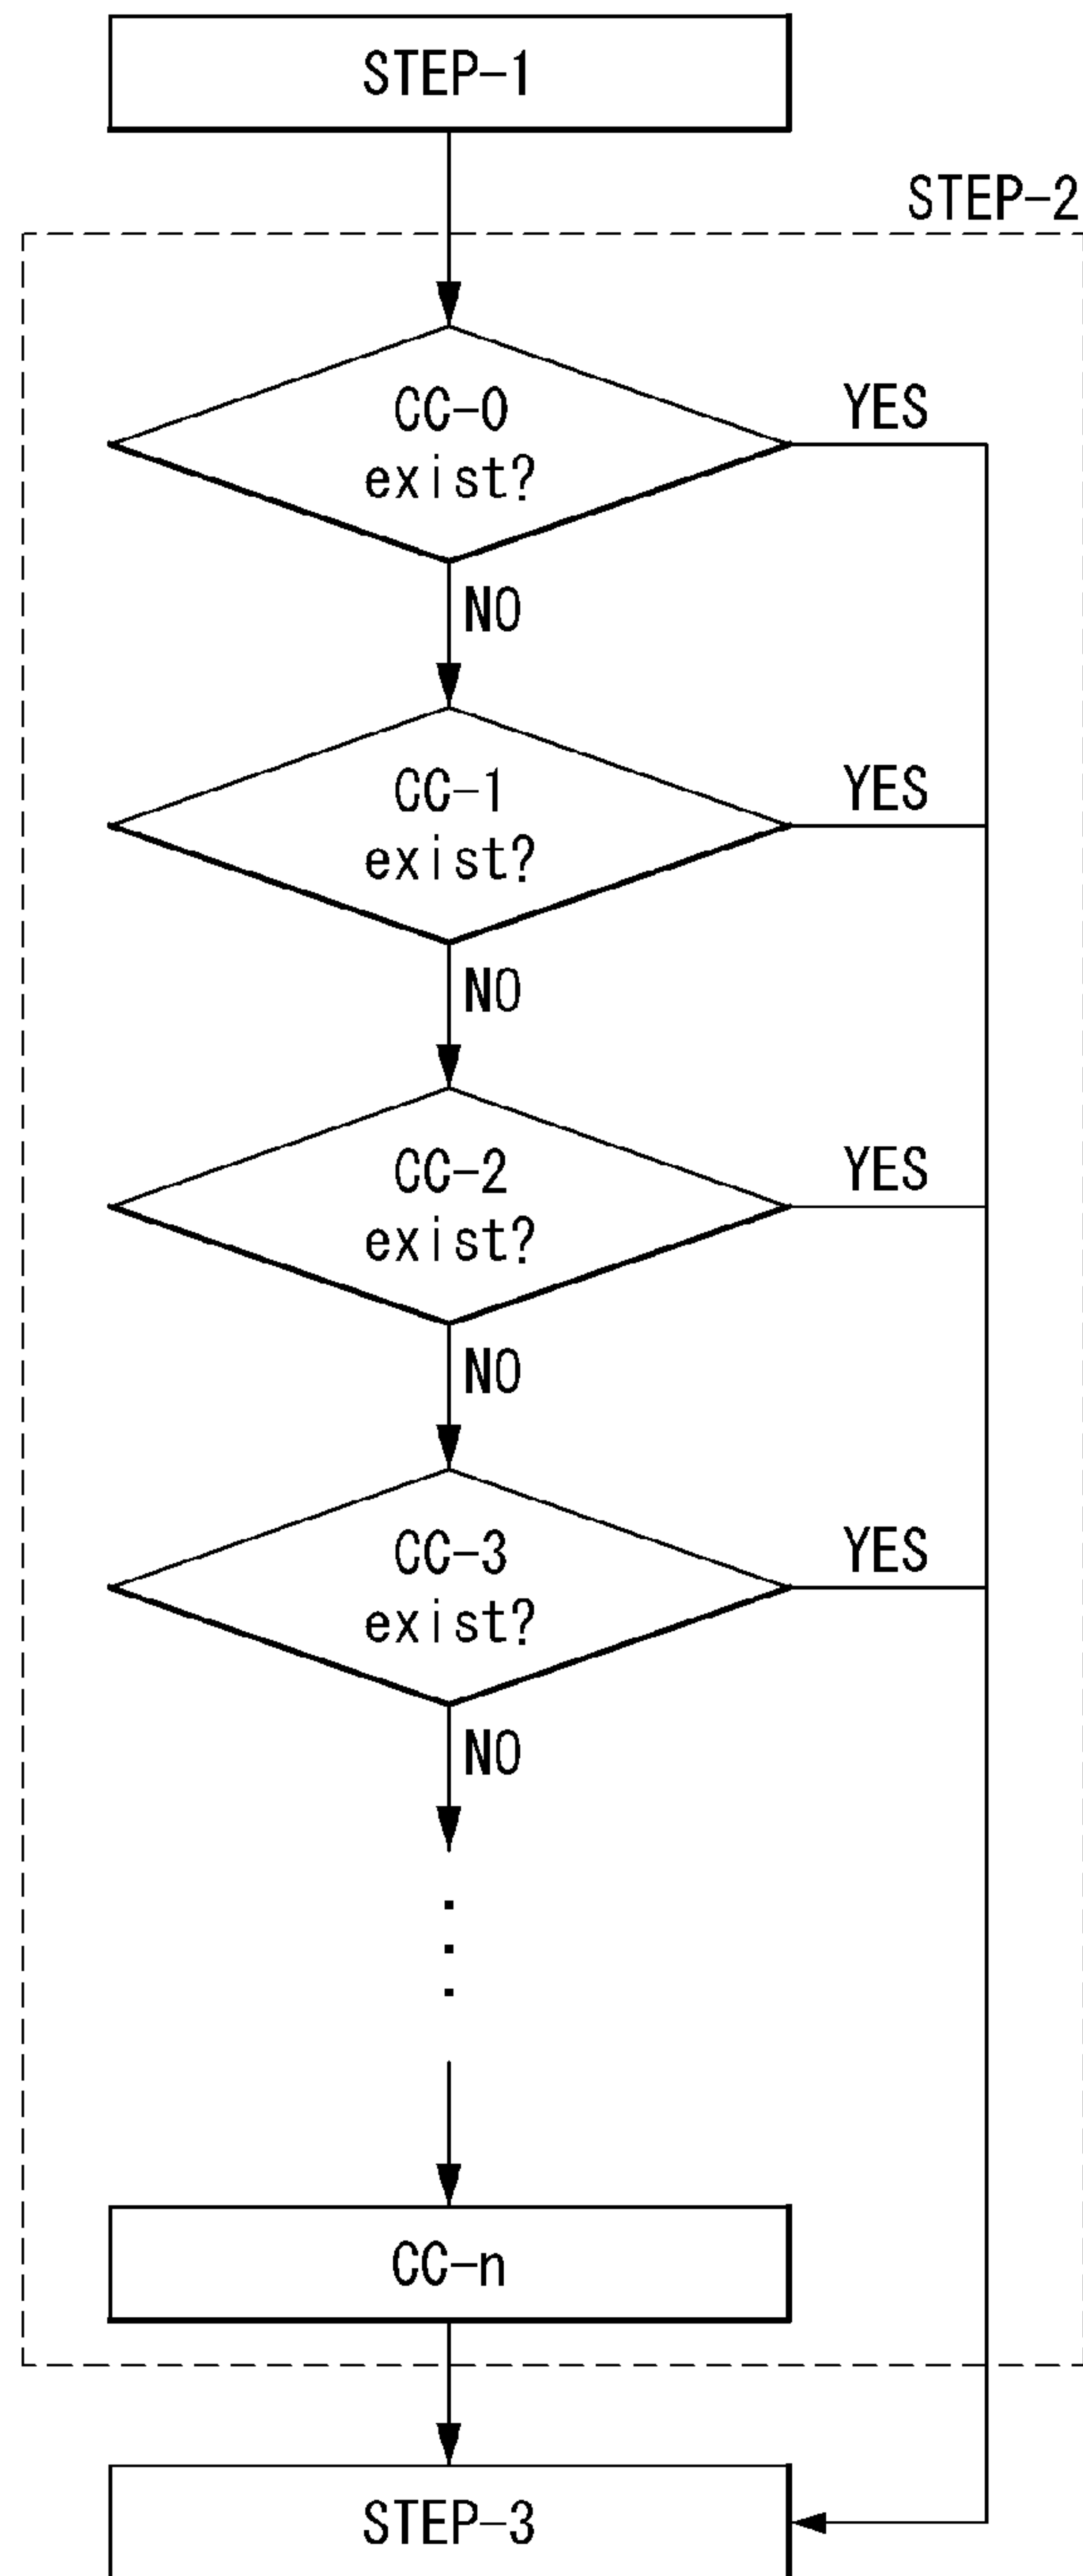 STEP-1
STEP-2
CC-0
exist?
YES
NO
CC-1
exist?
YES
NO
CC-2
exist?
YES
NO
CC-3
exist?
YES
NO
CC-n
STEP-3